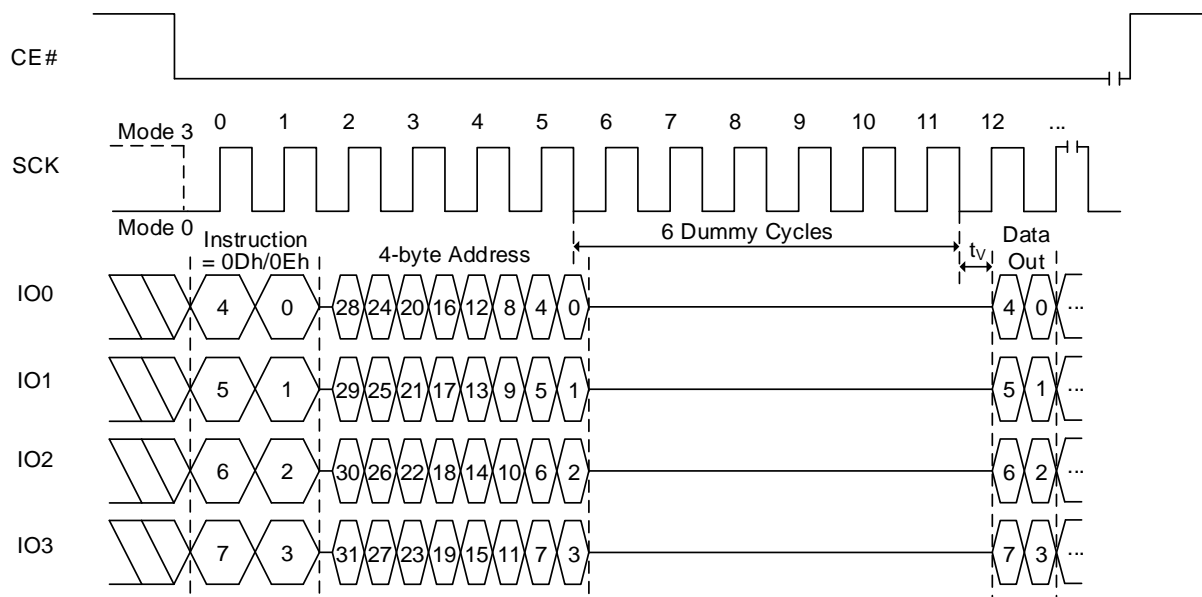 CE#
0 1 2 3 4 5 6 7 8 9 10 11 12 ...
Mode 3
SCK
Mode 0
6 Dummy Cycles
Instruction
= 0Dh/0Eh
4-byte Address
tV
Data
Out
IO0
4 0 28 24 20 16 12 8 4 0 4 0 ...
IO1
5 1 29 25 21 17 13 9 5 1 5 1 ...
IO2
6 2 30 26 22 18 14 10 6 2 6 2 ...
IO3
7 3 31 27 23 19 15 11 7 3 7 3 ...